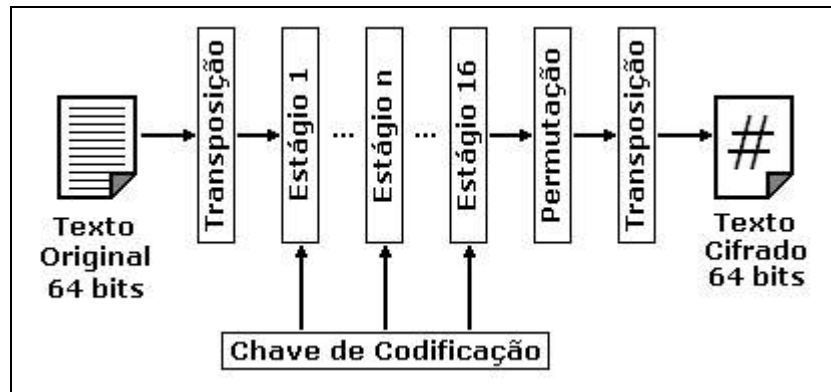 Texto
Original
64 bits
Transposição
Estágio 1
...
Estágio n
...
Estágio 16
Permutação
Transposição
#
Texto
Cifrado
64 bits
Chave de Codificação